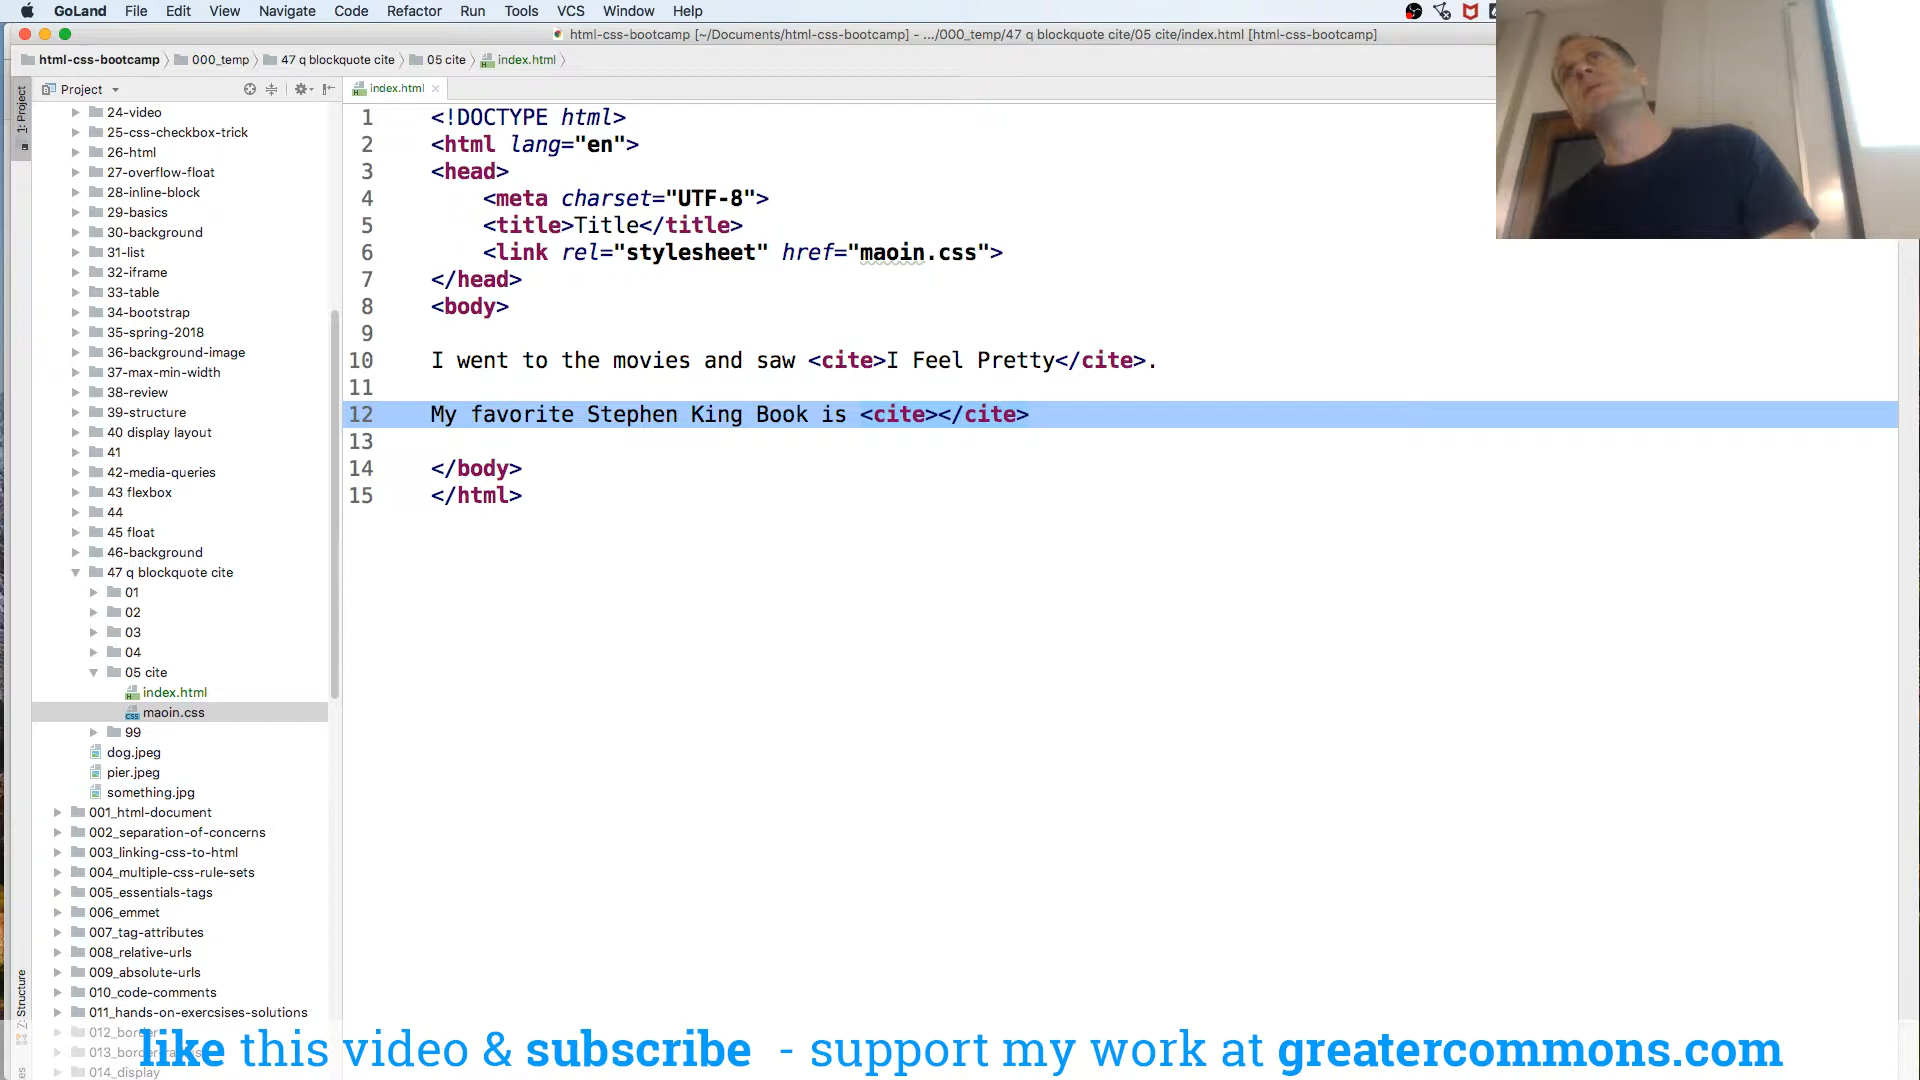 GoLand File Edit View Navigate Code Refactor Run Tools VCS Window Help
html-css-bootcamp [~/Documents/html-css-bootcamp] - .../000_temp/47 q blockquote cite/05 cite/index.html [html-css-bootcamp]
html-css-bootcamp 000_temp 47 q blockquote cite 05 cite index.html
1: Project
Project
index.html
24-video
25-css-checkbox-trick
26-html
27-overflow-float
28-inline-block
29-basics
30-background
31-list
32-iframe
33-table
34-bootstrap
35-spring-2018
36-background-image
37-max-min-width
38-review
39-structure
40 display layout
41
42-media-queries
43 flexbox
44
45 float
46-background
47 q blockquote cite
01
02
03
04
05 cite
index.html
maoin.css
99
dog.jpeg
pier.jpeg
something.jpg
001_html-document
002_separation-of-concerns
003_linking-css-to-html
004_multiple-css-rule-sets
005_essentials-tags
006_emmet
007_tag-attributes
008_relative-urls
009_absolute-urls
010_code-comments
011_hands-on-exercsises-solutions
014_display
Z: Structure
1 <!DOCTYPE html>
2 <html lang="en">
3 <head>
4 <meta charset="UTF-8">
5 <title>Title</title>
6 <link rel="stylesheet" href="maoin.css">
7 </head>
8 <body>
9
10 I went to the movies and saw <cite>I Feel Pretty</cite>.
11
12 My favorite Stephen King Book is <cite></cite>
13
14 </body>
15 </html>
like this video & subscribe - support my work at greatercommons.com